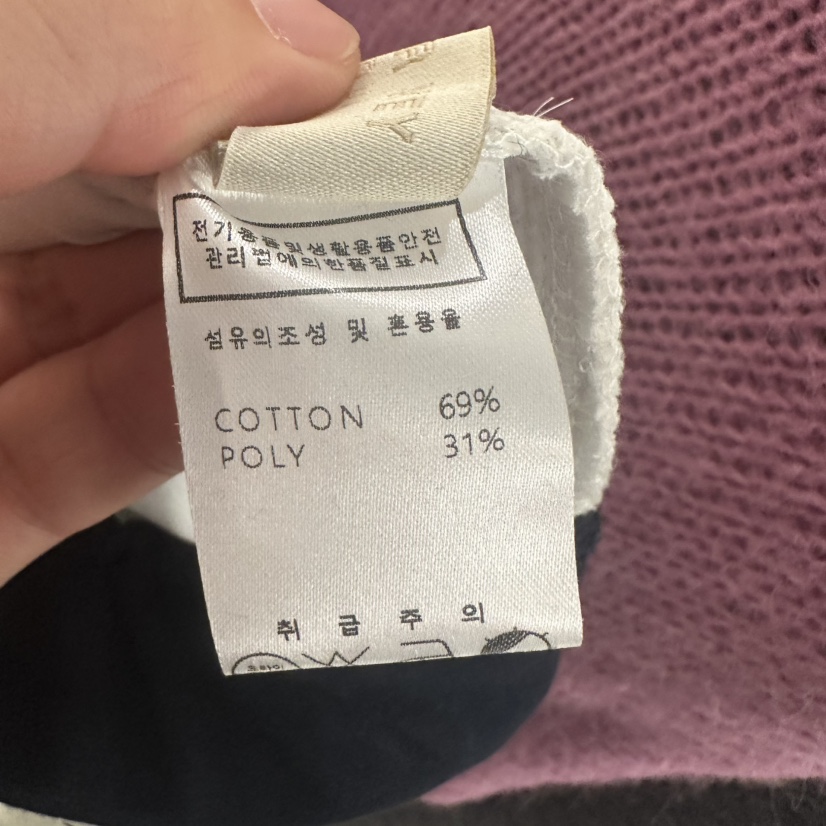 전기용품및생활용품안전
관리법에의한품질표시
섬유의조성 및 혼용율
COTTON 69%
POLY 31%
취 급 주 의